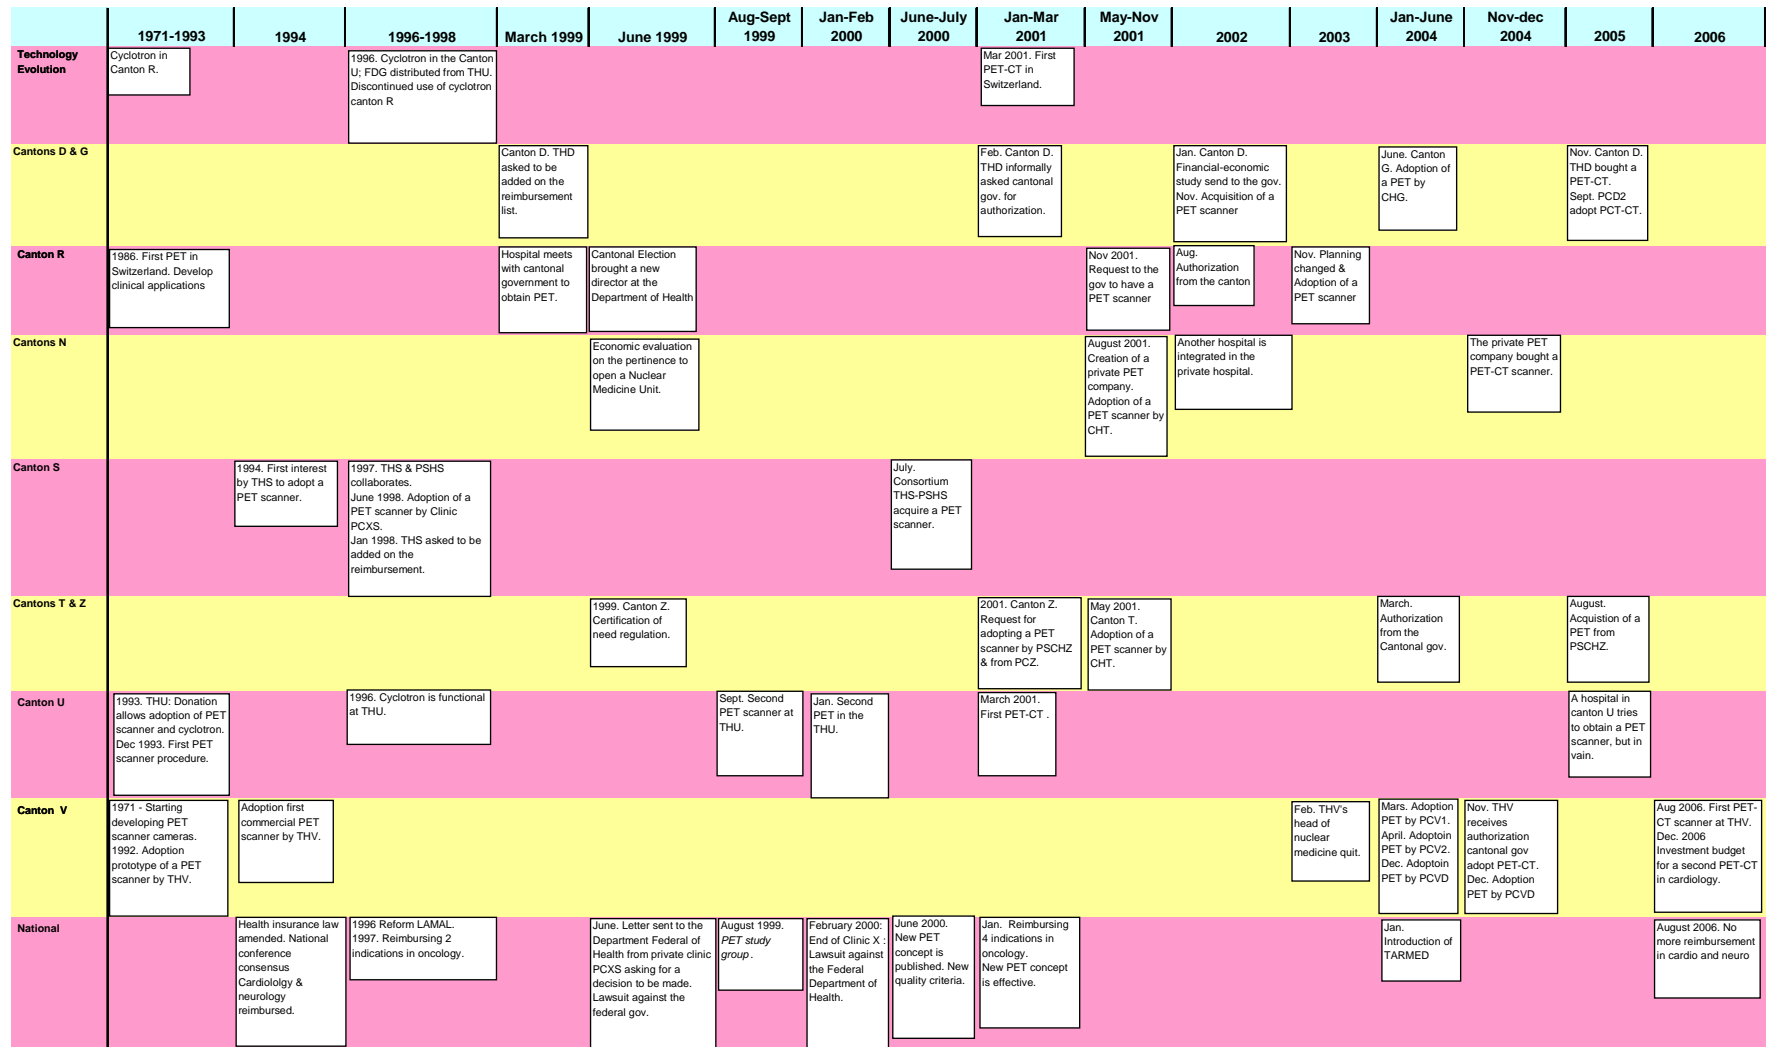 Aug-Sept
Jan-Feb
June-July
Jan-Mar
May-Nov
Jan-June
Nov-dec
1971-1993
1994
1996-1998
March 1999
June 1999
1999
2000
2000
2001
2001
2002
2003
2004
2004
2005
2006
Technology
Evolution
Cyclotron in
Canton R.
1996. Cyclotron in the Canton
U; FDG distributed from THU.
Discontinued use of cyclotron
canton R
Mar 2001. First
PET-CT in
Switzerland.
Cantons D & G
Canton D. THD
asked to be
added on the
reimbursement
list.
Feb. Canton D.
THD informally
asked cantonal
gov. for
authorization.
Jan. Canton D.
Financial-economic
study send to the gov.
Nov. Acquisition of a
PET scanner
June. Canton
G. Adoption of
a PET by
CHG.
Nov. Canton D.
THD bought a
PET-CT.
Sept. PCD2
adopt PCT-CT.
Canton R
1986. First PET in
Switzerland. Develop
clinical applications
Hospital meets
with cantonal
government to
obtain PET.
Cantonal Election
brought a new
director at the
Department of Health
Nov 2001.
Request to the
gov to have a
PET scanner
Aug.
Authorization
from the canton
Nov. Planning
changed &
Adoption of a
PET scanner
Cantons N
Economic evaluation
on the pertinence to
open a Nuclear
Medicine Unit.
August 2001.
Creation of a
private PET
company.
Adoption of a
PET scanner by
CHT.
Another hospital is
integrated in the
private hospital.
The private PET
company bought a
PET-CT scanner.
Canton S
1994. First interest
by THS to adopt a
PET scanner.
1997. THS & PSHS
collaborates.
June 1998. Adoption of a
PET scanner by Clinic
PCXS.
Jan 1998. THS asked to be
added on the
reimbursement.
July.
Consortium
THS-PSHS
acquire a PET
scanner.
Cantons T & Z
1999. Canton Z.
Certification of
need regulation.
2001. Canton Z.
Request for
adopting a PET
scanner by PSCHZ
& from PCZ.
May 2001.
Canton T.
Adoption of a
PET scanner by
CHT.
March.
Authorization
from the
Cantonal gov.
August.
Acquistion of a
PET from
PSCHZ.
Canton U
1993. THU: Donation
allows adoption of PET
scanner and cyclotron.
Dec 1993. First PET
scanner procedure.
1996. Cyclotron is functional
at THU.
Sept. Second
PET scanner at
THU.
Jan. Second
PET in the
THU.
March 2001.
First PET-CT .
A hospital in
canton U tries
to obtain a PET
scanner, but in
vain.
Canton V
1971 - Starting
developing PET
scanner cameras.
1992. Adoption
prototype of a PET
scanner by THV.
Adoption first
commercial PET
scanner by THV.
Feb. THV's
head of
nuclear
medicine quit.
Mars. Adoption
PET by PCV1.
April. Adoptoin
PET by PCV2.
Dec. Adoptoin
PET by PCVD
Nov. THV
receives
authorization
cantonal gov
adopt PET-CT.
Dec. Adoption
PET by PCVD
Aug 2006. First PET-
CT scanner at THV.
Dec. 2006
Investment budget
for a second PET-CT
in cardiology.
National
Health insurance law
amended. National
conference
consensus
Cardiololgy &
neurology
reimbursed.
1996 Reform LAMAL.
1997. Reimbursing 2
indications in oncology.
June. Letter sent to the
Department Federal of
Health from private clinic
PCXS asking for a
decision to be made.
Lawsuit against the
federal gov.
August 1999.
PET study
group.
February 2000:
End of Clinic X :
Lawsuit against
the Federal
Department of
Health.
June 2000.
New PET
concept is
published. New
quality criteria.
Jan. Reimbursing
4 indications in
oncology.
New PET concept
is effective.
Jan.
Introduction of
TARMED
August 2006. No
more reimbursement
in cardio and neuro